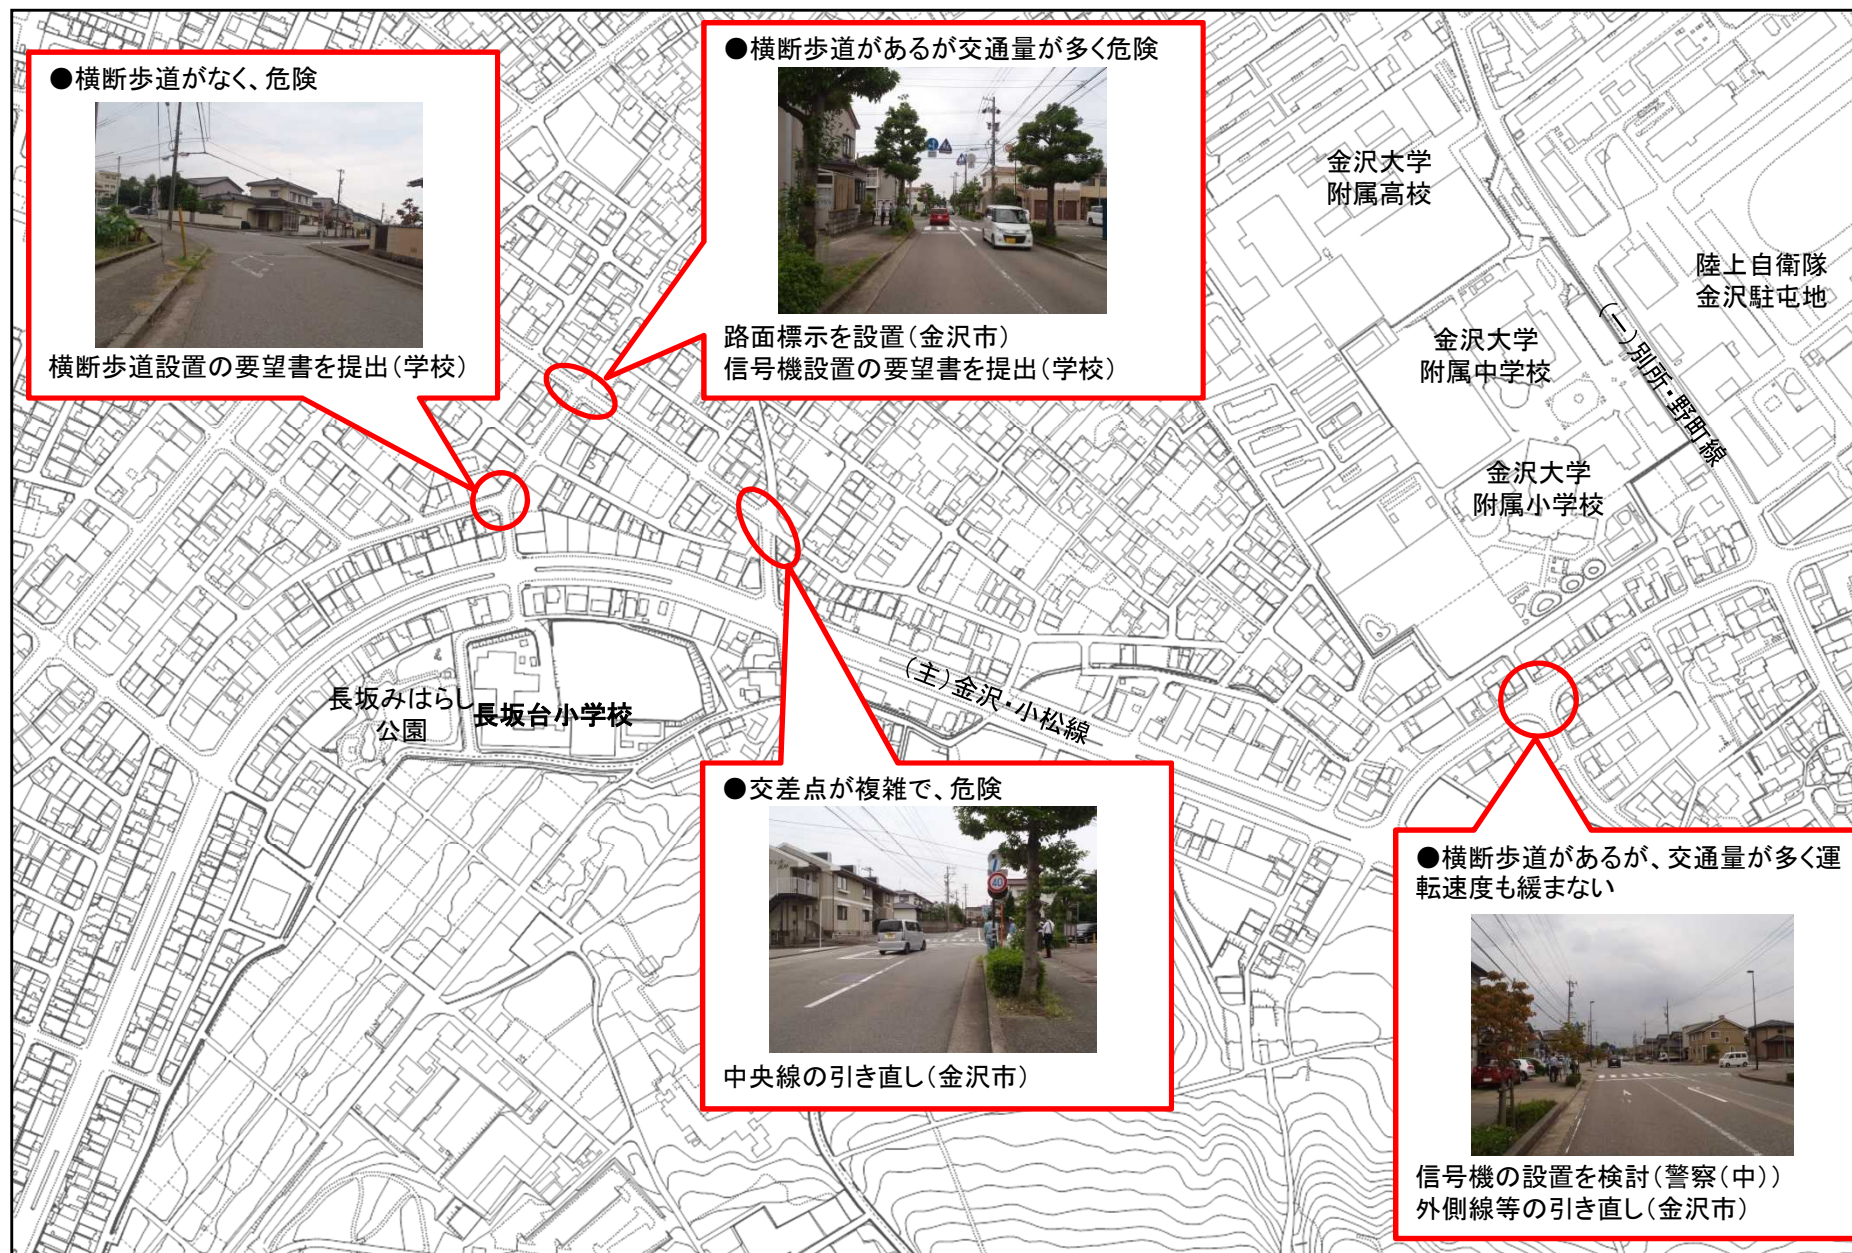 ●横断歩道がなく、危険
横断歩道設置の要望書を提出(学校)
●横断歩道があるが交通量が多く危険
路面標示を設置(金沢市)
信号機設置の要望書を提出(学校)
金沢大学
附属高校
陸上自衛隊
金沢駐屯地
金沢大学
附属中学校
(一)別所・野町線
金沢大学
附属小学校
長坂みはらし
公園
長坂台小学校
(主)金沢・小松線
●交差点が複雑で、危険
40
中央線の引き直し(金沢市)
●横断歩道があるが、交通量が多く運
転速度も緩まない
信号機の設置を検討(警察(中))
外側線等の引き直し(金沢市)